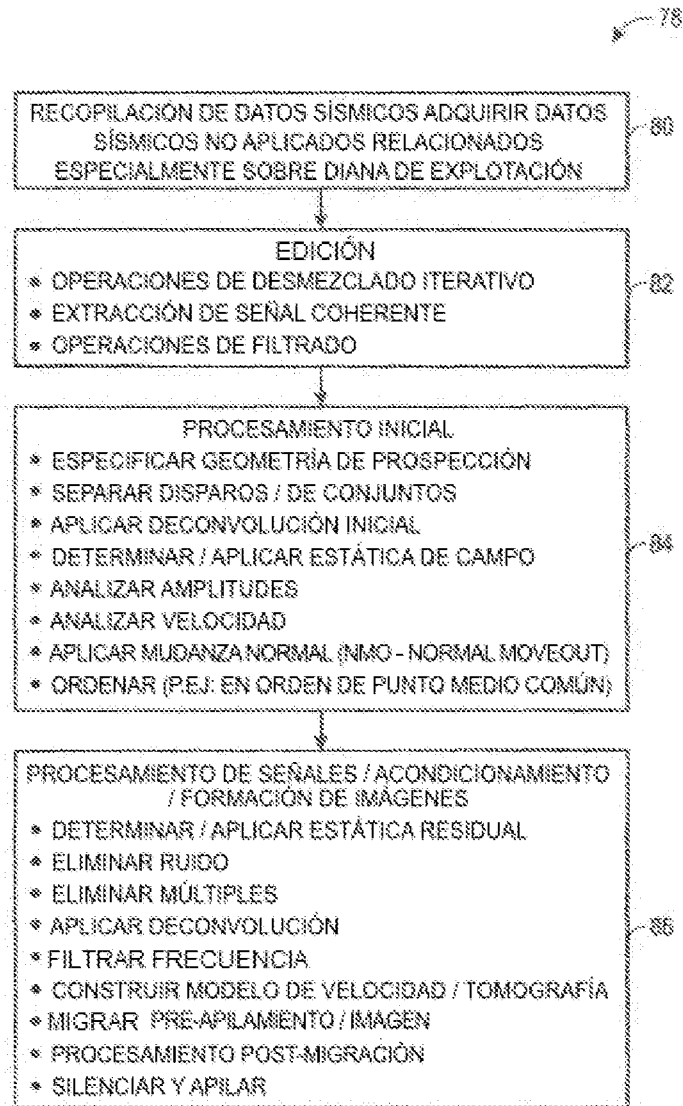 78
RECOPILACIÓN DE DATOS SÍSMICOS ADQUIRIR DATOS
SÍSMICOS NO APLICADOS RELACIONADOS
ESPECIALMENTE SOBRE DIANA DE EXPLOTACIÓN
80
EDICIÓN
• OPERACIONES DE DESMEZCLADO ITERATIVO
• EXTRACCIÓN DE SEÑAL COHERENTE
• OPERACIONES DE FILTRADO
82
PROCESAMIENTO INICIAL
• ESPECIFICAR GEOMETRÍA DE PROSPECCIÓN
• SEPARAR DISPAROS / DE CONJUNTOS
• APLICAR DECONVOLUCIÓN INICIAL
• DETERMINAR / APLICAR ESTÁTICA DE CAMPO
• ANALIZAR AMPLITUDES
• ANALIZAR VELOCIDAD
• APLICAR MUDANZA NORMAL (NMO - NORMAL MOVEOUT)
• ORDENAR (P.EJ: EN ORDEN DE PUNTO MEDIO COMÚN)
84
PROCESAMIENTO DE SEÑALES / ACONDICIONAMIENTO
/ FORMACIÓN DE IMÁGENES
• DETERMINAR / APLICAR ESTÁTICA RESIDUAL
• ELIMINAR RUIDO
• ELIMINAR MÚLTIPLES
• APLICAR DECONVOLUCIÓN
• FILTRAR FRECUENCIA
• CONSTRUIR MODELO DE VELOCIDAD / TOMOGRAFÍA
• MIGRAR PRE-APILAMIENTO / IMAGEN
• PROCESAMIENTO POST-MIGRACIÓN
• SILENCIAR Y APILAR
86